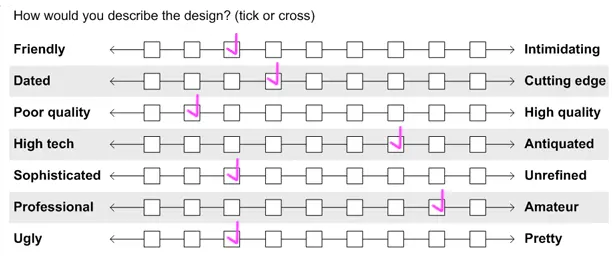 How would you describe the design? (tick or cross)
Friendly Intimidating
Dated Cutting edge
Poor quality High quality
High tech Antiquated
Sophisticated Unrefined
Professional Amateur
Ugly Pretty